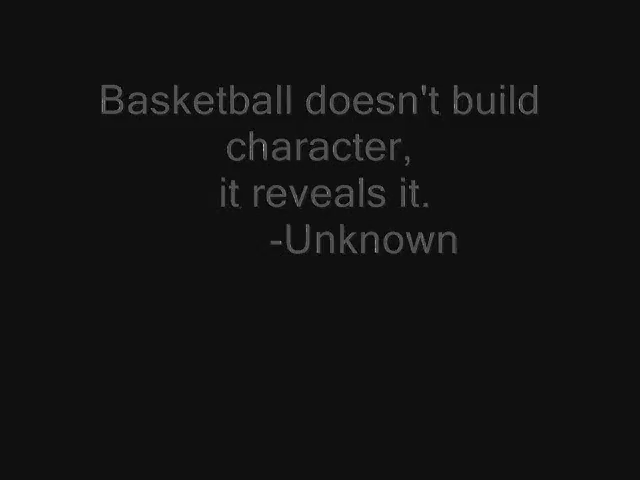 Basketball doesn't build
character,
it reveals it.
-Unknown